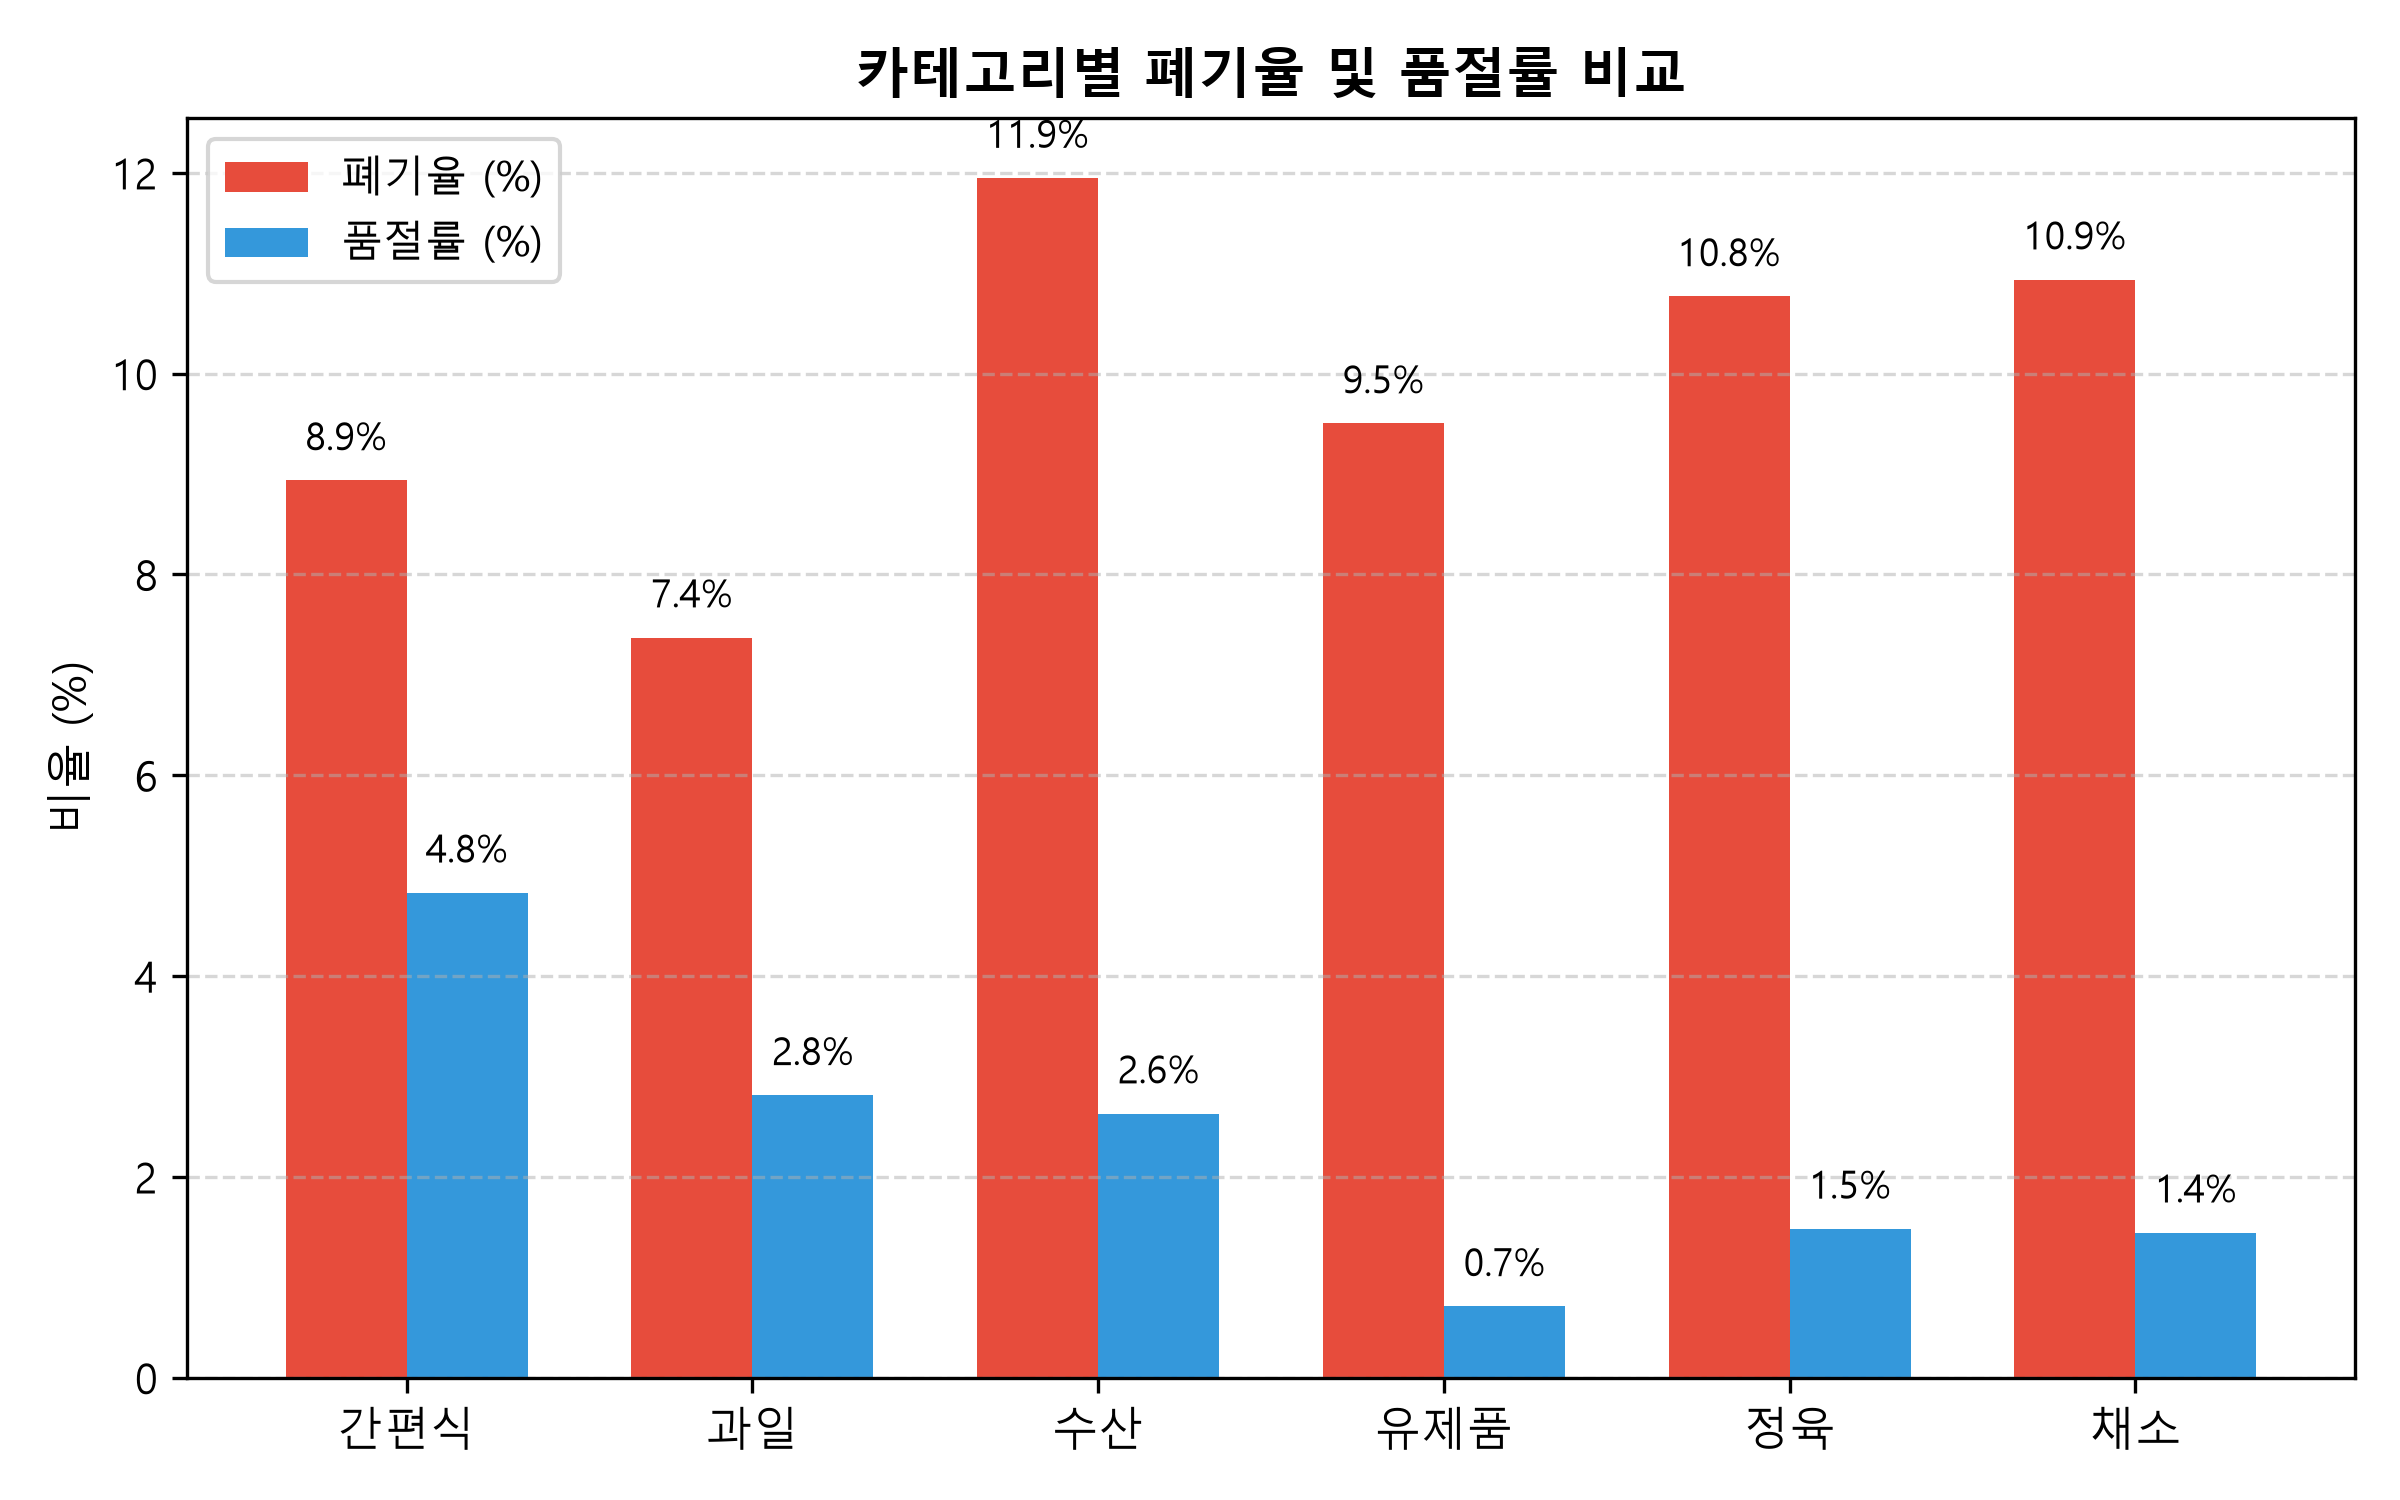 카테고리별 폐기율 및 품절률 비교
폐기율 (%)
품절률 (%)
비율 (%)
12
10
8
6
4
2
0
8.9%
4.8%
7.4%
2.8%
11.9%
2.6%
9.5%
0.7%
10.8%
1.5%
10.9%
1.4%
간편식
과일
수산
유제품
정육
채소